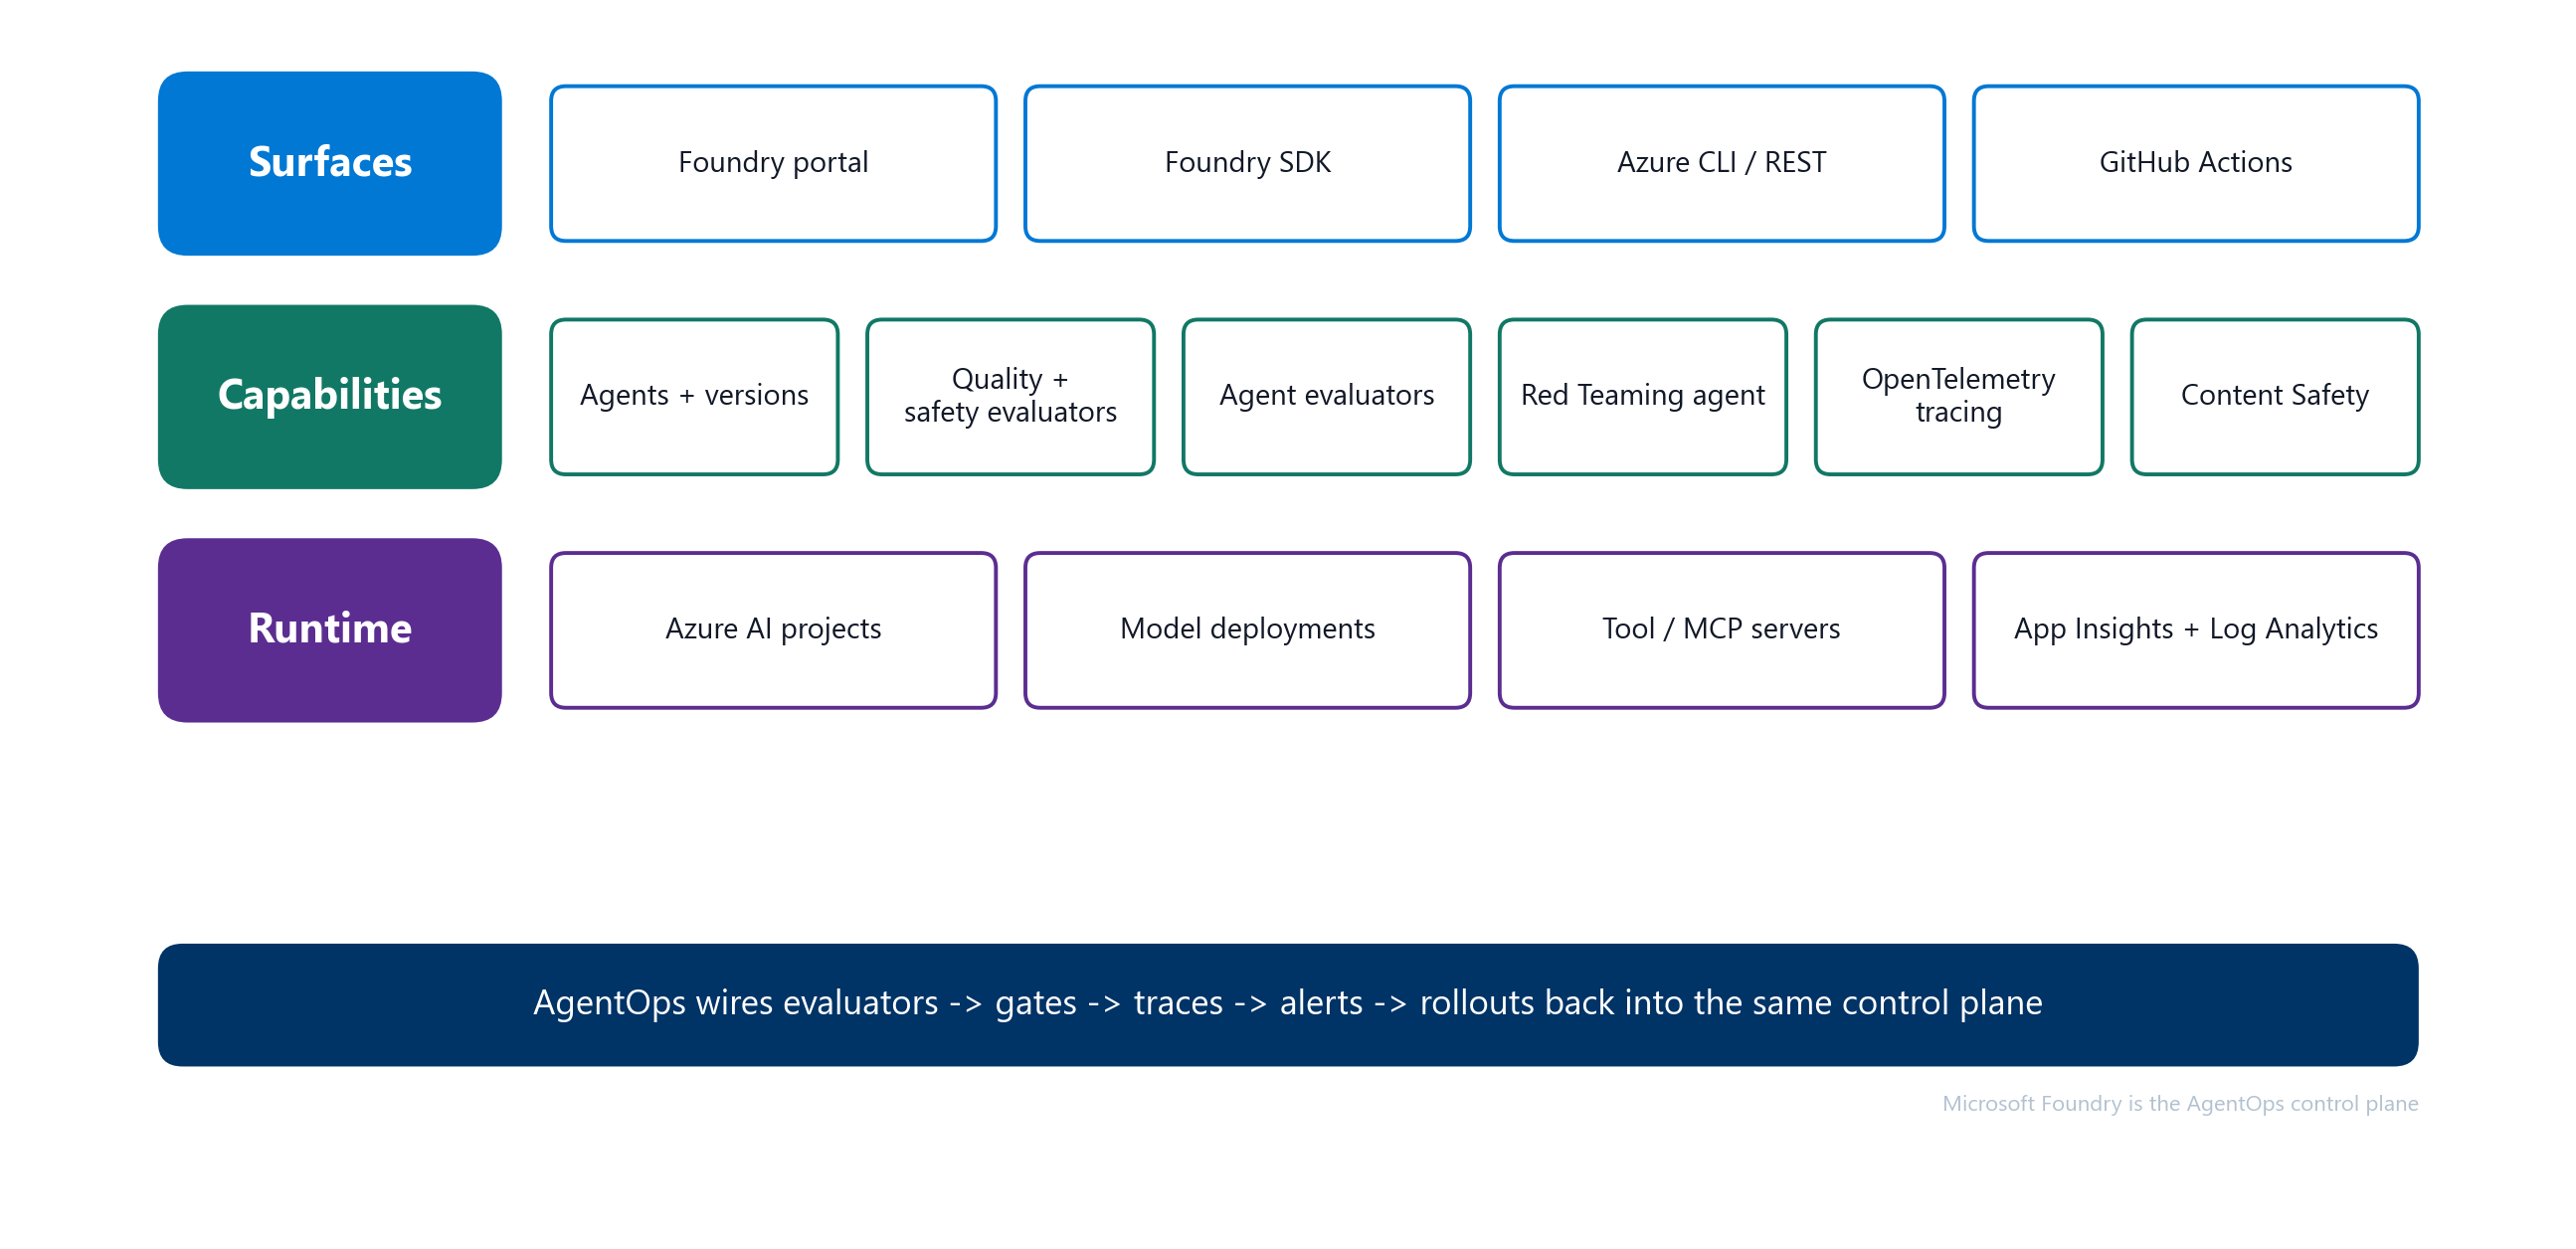 Surfaces
Foundry portal
Foundry SDK
Azure CLI / REST
GitHub Actions
Capabilities
Agents + versions
Quality +
safety evaluators
Agent evaluators
Red Teaming agent
OpenTelemetry
tracing
Content Safety
Runtime
Azure AI projects
Model deployments
Tool / MCP servers
App Insights + Log Analytics
AgentOps wires evaluators -> gates -> traces -> alerts -> rollouts back into the same control plane
Microsoft Foundry is the AgentOps control plane